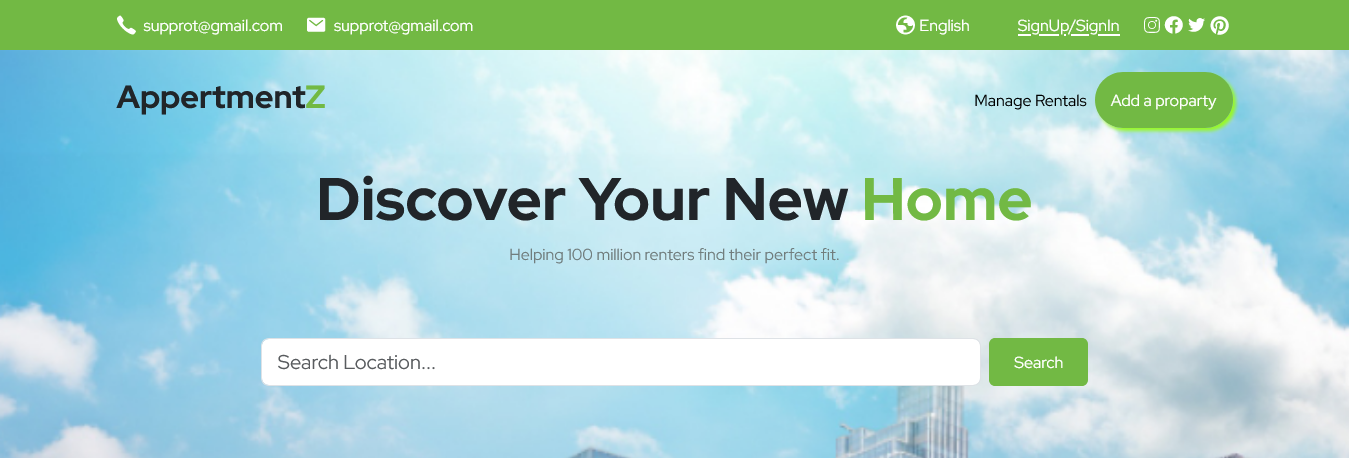 supprot@gmail.com supprot@gmail.com English SignUp/SignIn
AppertmentZ Manage Rentals Add a proparty
Discover Your New Home
Helping 100 million renters find their perfect fit.
Search Location... Search